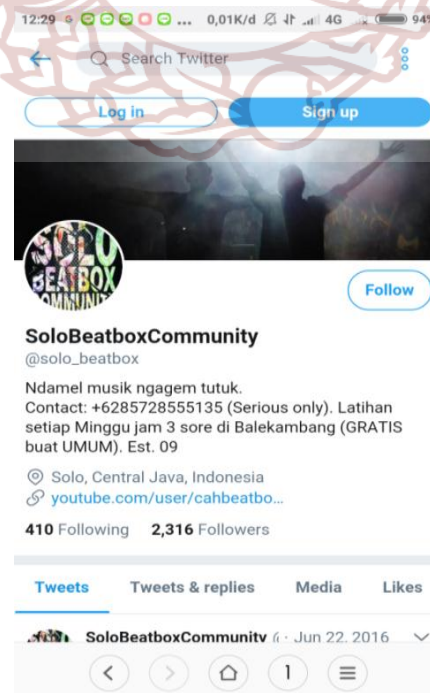 12:29 ... 0,01K/d 4G 94%
Search Twitter
Log in Sign up
SOLO
BEATBOX
COMMUNITY
Follow
SoloBeatboxCommunity
@solo_beatbox
Ndamel musik ngagem tutuk.
Contact: +6285728555135 (Serious only). Latihan
setiap Minggu jam 3 sore di Balekambang (GRATIS
buat UMUM). Est. 09
Solo, Central Java, Indonesia
youtube.com/user/cahbeatbo...
410 Following 2,316 Followers
Tweets Tweets & replies Media Likes
SoloBeatboxCommunity · Jun 22, 2016
1